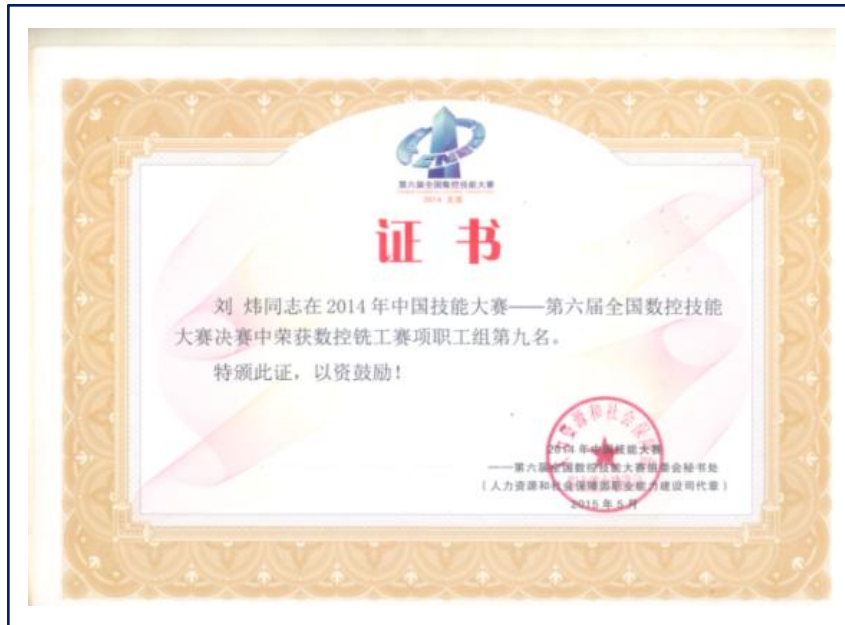 第六届全国数控技能大赛
2014 北京
证 书
刘 炜同志在2014年中国技能大赛——第六届全国数控技能
大赛决赛中荣获数控铣工赛项职工组第九名。
特颁此证，以资鼓励！
2014年中国技能大赛
——第六届全国数控技能大赛组委会秘书处
（人力资源和社会保障部职业能力建设司代章）
2015年5月